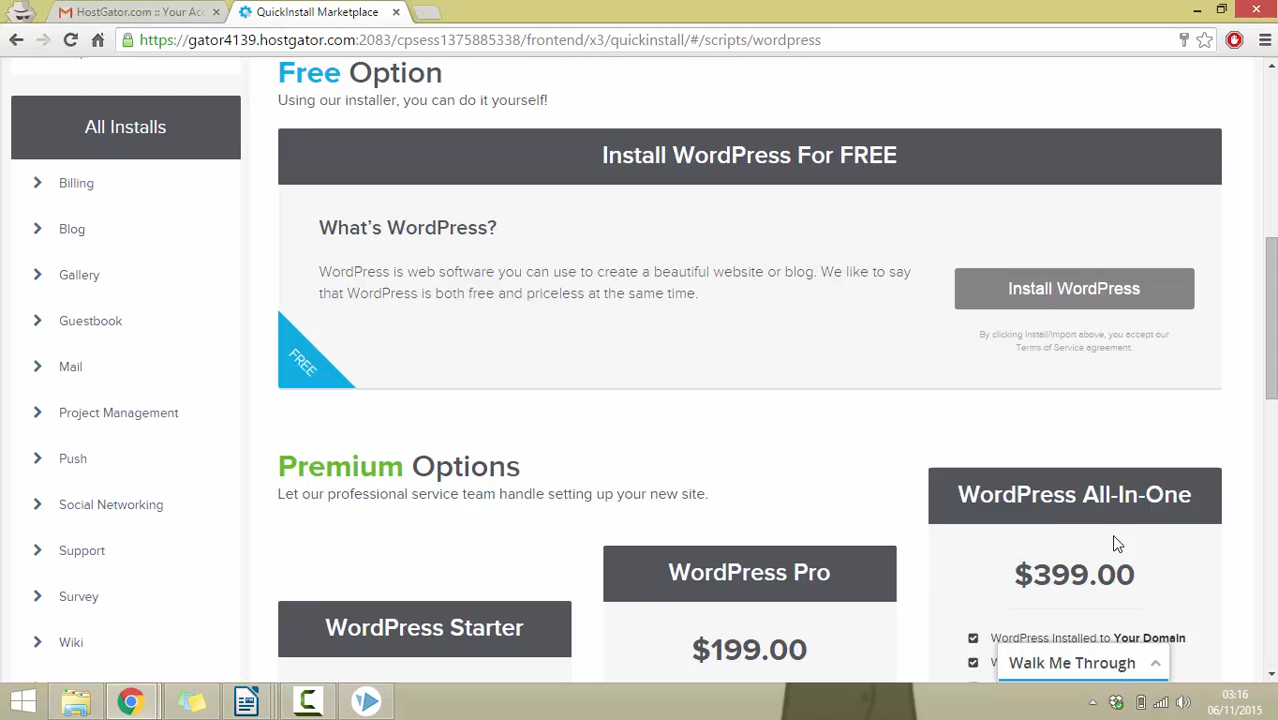 HostGator.com :: Your Acc
QuickInstall Marketplace
https://gator4139.hostgator.com:2083/cpsess1375885338/frontend/x3/quickinstall/#/scripts/wordpress
All Installs
Billing
Blog
Gallery
Guestbook
Mail
Project Management
Push
Social Networking
Support
Survey
Wiki
Free Option
Using our installer, you can do it yourself!
Install WordPress For FREE
What's WordPress?
WordPress is web software you can use to create a beautiful website or blog. We like to say
that WordPress is both free and priceless at the same time.
FREE
Install WordPress
By clicking Install/Import above, you accept our
Terms of Service agreement.
Premium Options
Let our professional service team handle setting up your new site.
WordPress Starter
WordPress Pro
$199.00
WordPress All-In-One
$399.00
WordPress Installed to Your Domain
Walk Me Through
03:16
06/11/2015